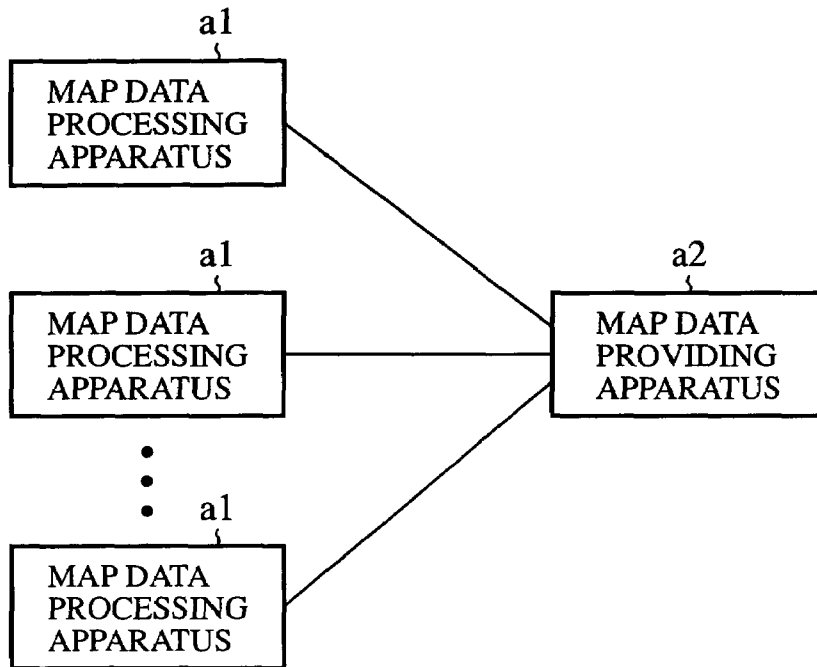 a1
MAP DATA
PROCESSING
APPARATUS
a1
MAP DATA
PROCESSING
APPARATUS
a2
MAP DATA
PROVIDING
APPARATUS
a1
MAP DATA
PROCESSING
APPARATUS